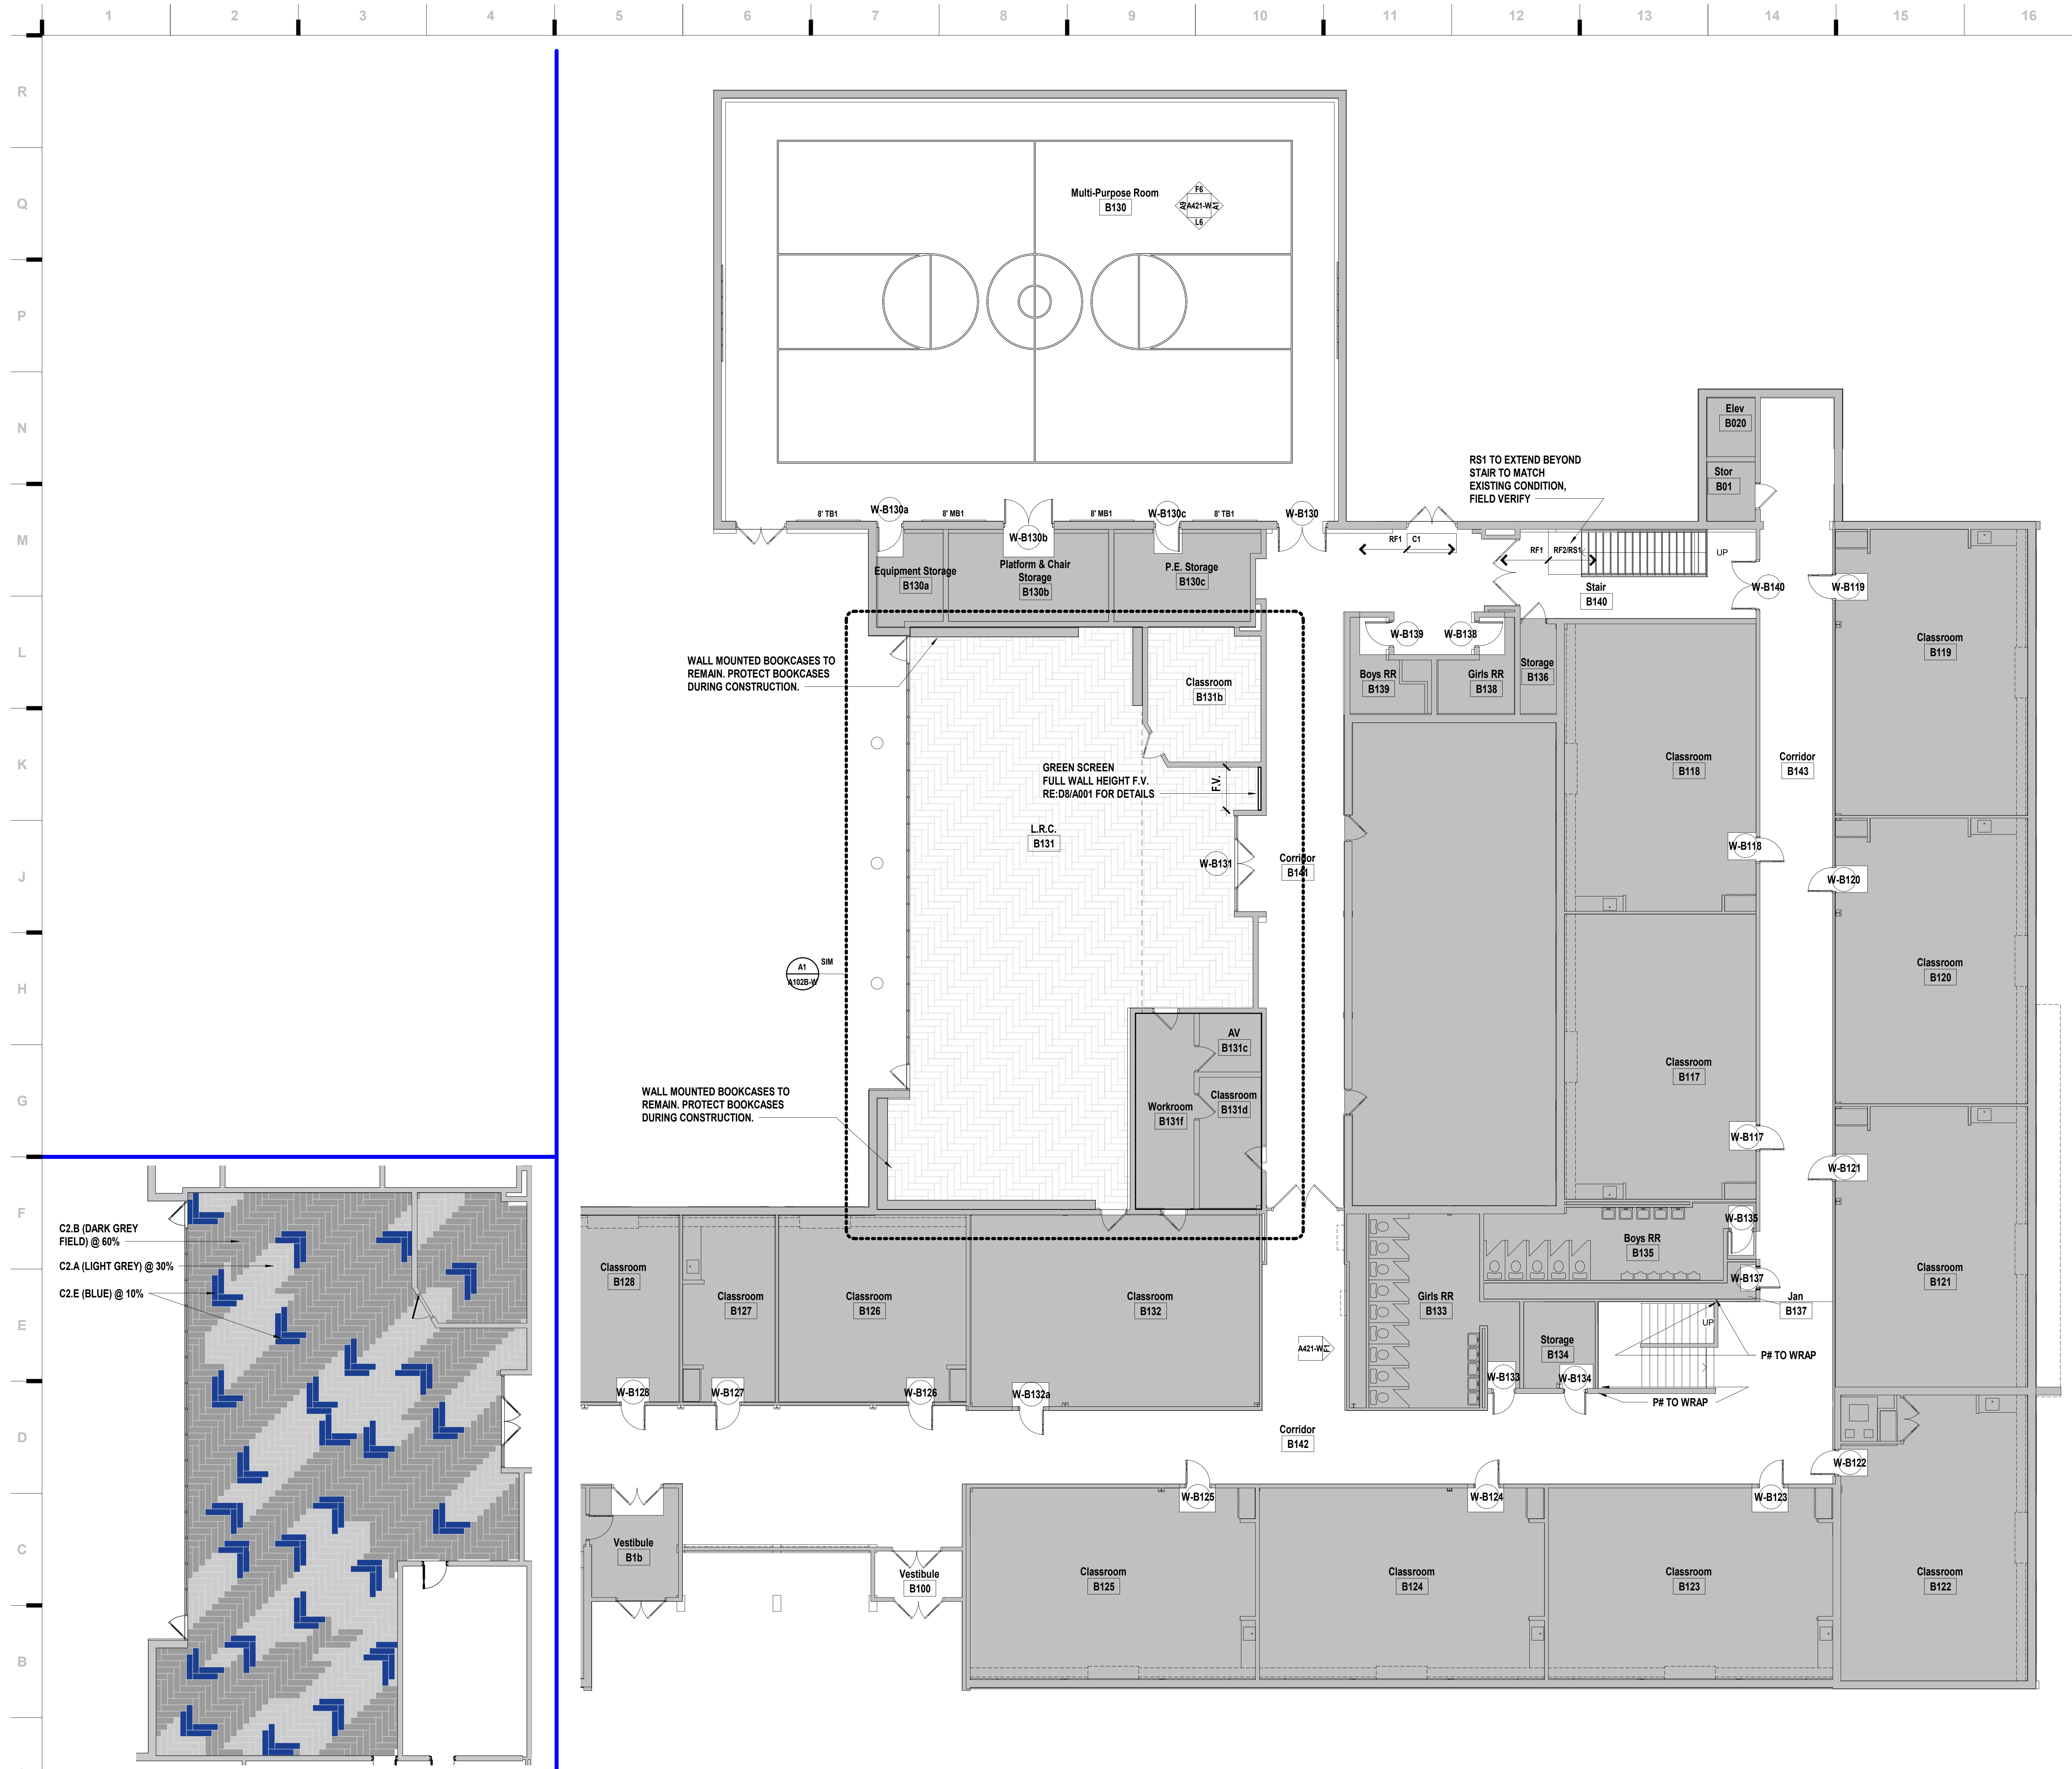 1 2 3 4 5 6 7 8 9 10 11 12 13 14 15 16
R
Q
P
N
M
L
K
J
H
G
F
E
D
C
B
Multi-Purpose Room
B130
F6
A9 A421-W A1
L6
Elev
B020
Stor
B01
RS1 TO EXTEND BEYOND
STAIR TO MATCH
EXISTING CONDITION,
FIELD VERIFY
8' TB1
W-B130a
8' MB1
W-B130b
8' MB1
W-B130c
8' TB1
W-B130
RF1
C1
RF1
RF2/RS1
UP
Equipment Storage
B130a
Platform & Chair
Storage
B130b
P.E. Storage
B130c
Stair
B140
W-B140
W-B119
W-B139
W-B138
WALL MOUNTED BOOKCASES TO
REMAIN. PROTECT BOOKCASES
DURING CONSTRUCTION.
Classroom
B131b
Boys RR
B139
Girls RR
B138
Storage
B136
Classroom
B119
GREEN SCREEN
FULL WALL HEIGHT F.V.
RE:D8/A001 FOR DETAILS
F.V.
Classroom
B118
Corridor
B143
L.R.C.
B131
W-B131
Corridor
B141
W-B118
W-B120
A1
A102B-W
SIM
Classroom
B120
AV
B131c
Classroom
B117
WALL MOUNTED BOOKCASES TO
REMAIN. PROTECT BOOKCASES
DURING CONSTRUCTION.
Workroom
B131f
Classroom
B131d
W-B117
W-B121
C2.B (DARK GREY
FIELD) @ 60%
C2.A (LIGHT GREY) @ 30%
C2.E (BLUE) @ 10%
Classroom
B128
Classroom
B127
Classroom
B126
Classroom
B132
Girls RR
B133
Boys RR
B135
W-B135
W-B137
Jan
B137
Classroom
B121
A421-W
F1
Storage
B134
UP
P# TO WRAP
P# TO WRAP
W-B128
W-B127
W-B126
W-B132a
W-B133
W-B134
Corridor
B142
W-B122
W-B125
W-B124
W-B123
Vestibule
B1b
Vestibule
B100
Classroom
B125
Classroom
B124
Classroom
B123
Classroom
B122